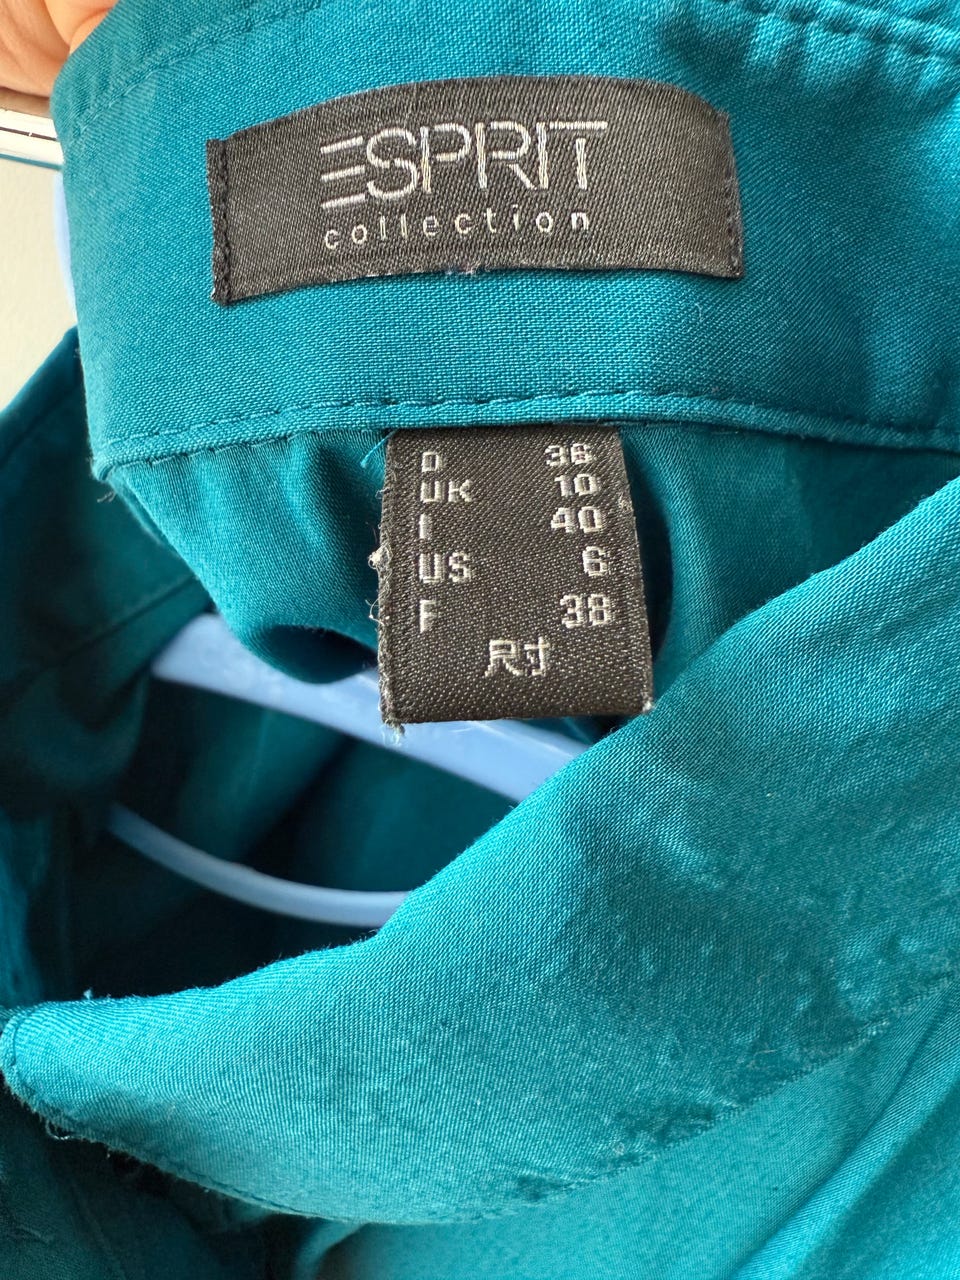 ESPRIT
collection
D 36
UK 10
I 40
US 6
F 38
尺寸